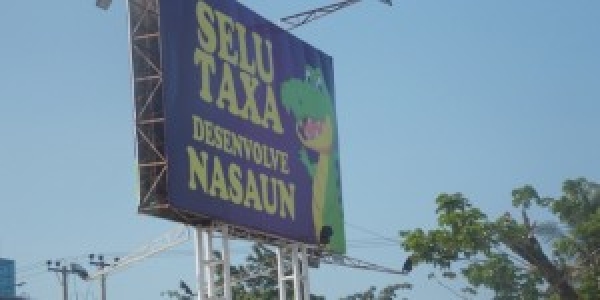 SELU
TAXA
DESENVOLVE
NASAUN